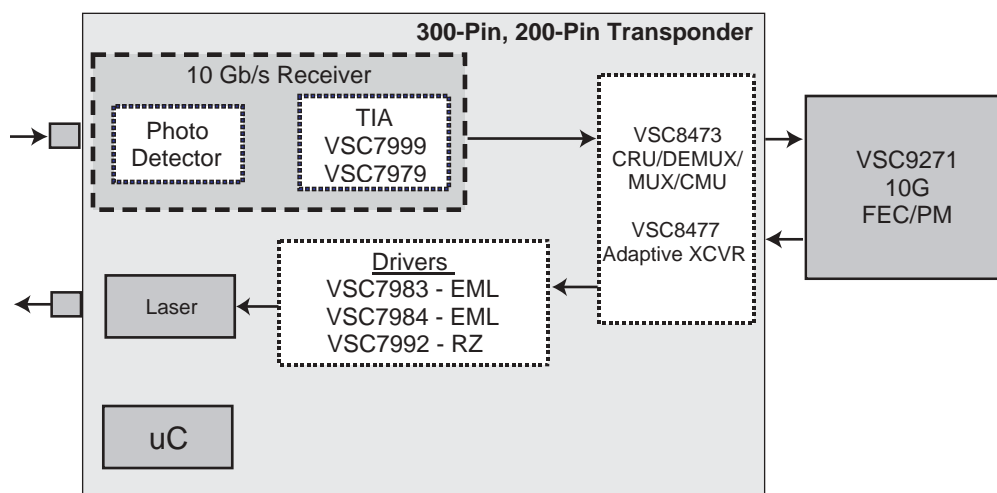 300-Pin, 200-Pin Transponder
10 Gb/s Receiver
Photo
Detector
TIA
VSC7999
VSC7979
VSC8473
CRU/DEMUX/
MUX/CMU
VSC8477
Adaptive XCVR
VSC9271
10G
FEC/PM
Drivers
VSC7983 - EML
VSC7984 - EML
VSC7992 - RZ
Laser
uC